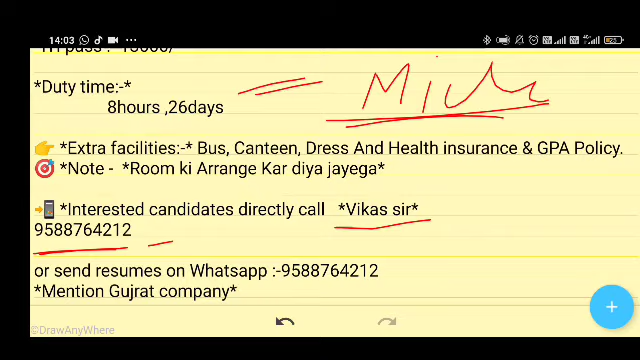 14:03
*Duty time:-*
8hours ,26days
👉 *Extra facilities:-* Bus, Canteen, Dress And Health insurance & GPA Policy.
🎯 *Note - *Room ki Arrange Kar diya jayega*
📲 *Interested candidates directly call *Vikas sir*
9588764212
or send resumes on Whatsapp :-9588764212
*Mention Gujrat company*
©DrawAnyWhere